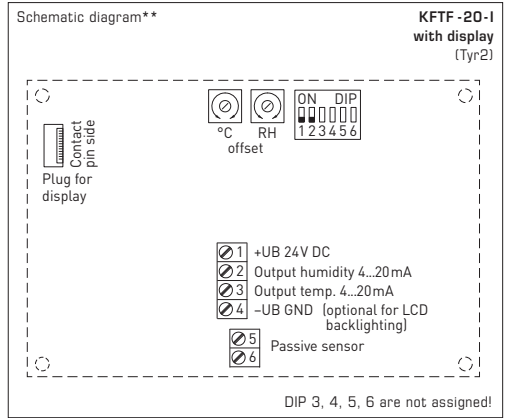 Schematic diagram**
KFTF-20-I
with display
(Tyr2)
ON DIP
1 2 3 4 5 6
°C RH
offset
Contact
pin side
Plug for
display
1 +UB 24V DC
2 Output humidity 4...20mA
3 Output temp. 4...20mA
4 –UB GND (optional for LCD
backlighting)
5
Passive sensor
6
DIP 3, 4, 5, 6 are not assigned!